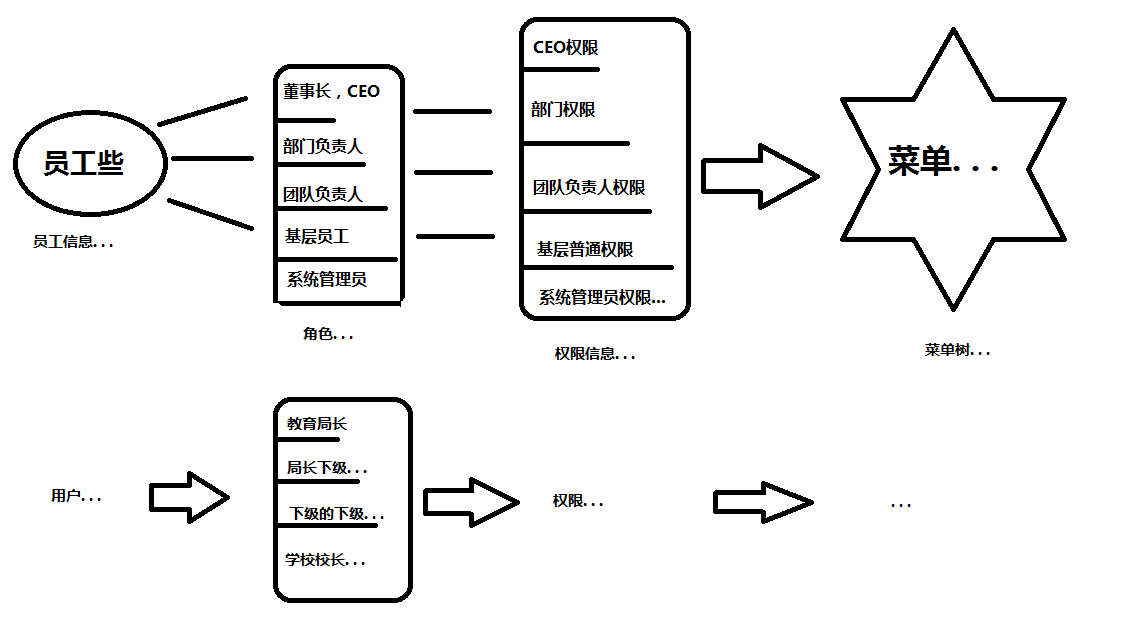 员工些
员工信息...
董事长，CEO
部门负责人
团队负责人
基层员工
系统管理员
角色...
CEO权限
部门权限
团队负责人权限
基层普通权限
系统管理员权限...
权限信息...
菜单...
菜单树...
用户...
教育局长
局长下级...
下级的下级...
学校校长...
权限...
...